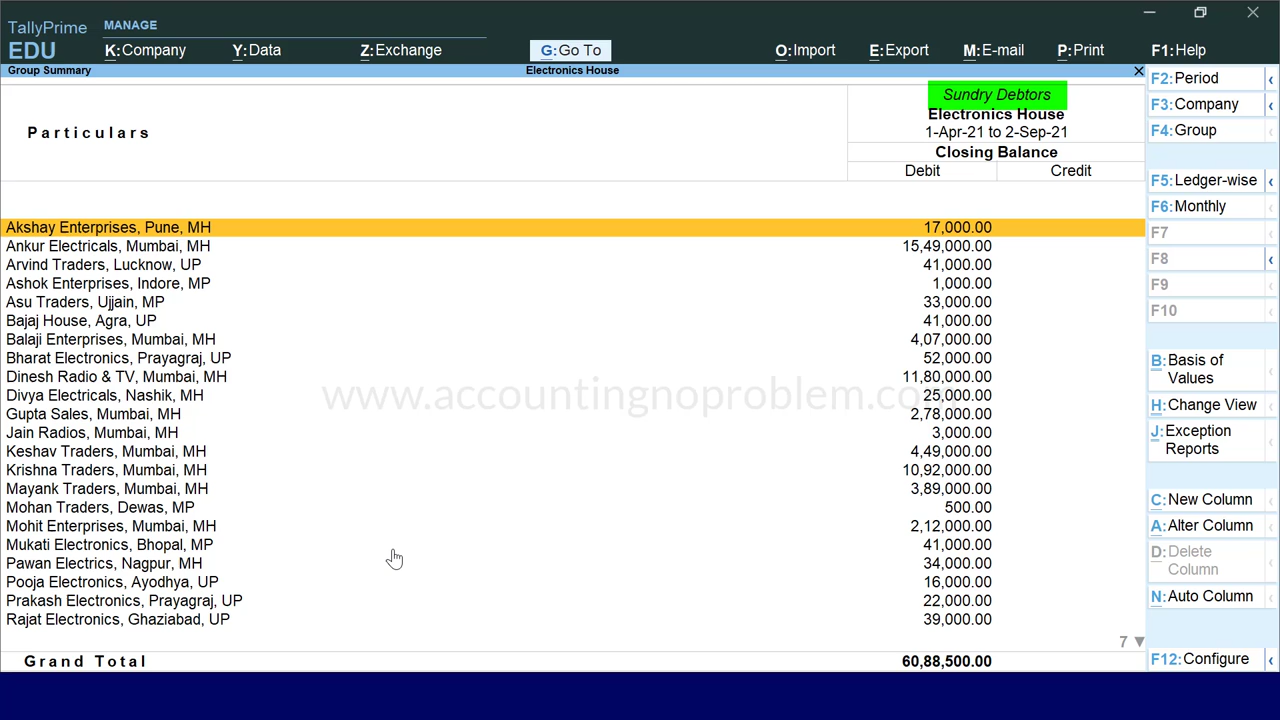 TallyPrime
EDU
MANAGE
K:Company Y:Data Z:Exchange G:Go To O:Import E:Export M:E-mail P:Print F1:Help
Group Summary Electronics House
Particulars
Sundry Debtors
Electronics House
1-Apr-21 to 2-Sep-21
Closing Balance
Debit Credit
Akshay Enterprises, Pune, MH 17,000.00
Ankur Electricals, Mumbai, MH 15,49,000.00
Arvind Traders, Lucknow, UP 41,000.00
Ashok Enterprises, Indore, MP 1,000.00
Asu Traders, Ujjain, MP 33,000.00
Bajaj House, Agra, UP 41,000.00
Balaji Enterprises, Mumbai, MH 4,07,000.00
Bharat Electronics, Prayagraj, UP 52,000.00
Dinesh Radio & TV, Mumbai, MH 11,80,000.00
Divya Electricals, Nashik, MH 25,000.00
Gupta Sales, Mumbai, MH 2,78,000.00
Jain Radios, Mumbai, MH 3,000.00
Keshav Traders, Mumbai, MH 4,49,000.00
Krishna Traders, Mumbai, MH 10,92,000.00
Mayank Traders, Mumbai, MH 3,89,000.00
Mohan Traders, Dewas, MP 500.00
Mohit Enterprises, Mumbai, MH 2,12,000.00
Mukati Electronics, Bhopal, MP 41,000.00
Pawan Electrics, Nagpur, MH 34,000.00
Pooja Electronics, Ayodhya, UP 16,000.00
Prakash Electronics, Prayagraj, UP 22,000.00
Rajat Electronics, Ghaziabad, UP 39,000.00
7
Grand Total 60,88,500.00
www.accountingnoproblem.com
F2:Period
F3:Company
F4:Group
F5:Ledger-wise
F6:Monthly
F7
F8
F9
F10
B:Basis of
Values
H:Change View
J:Exception
Reports
C:New Column
A:Alter Column
D:Delete
Column
N:Auto Column
F12:Configure